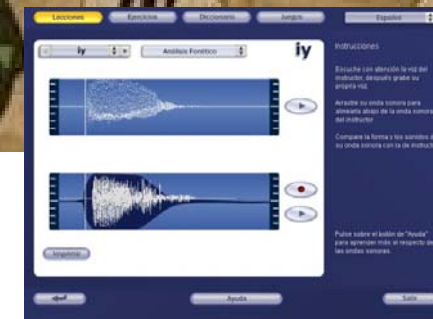 Lecciones Ejercicios Diccionario Juegos Español
iy Análisis Fonético iy
Instrucciones
Escuche con atención la voz del
instructor, después grabe su
propria voz.
Arrastre su onda sonora para
alinearla abajo de la onda sonora
del instructor
Compare la forma y los sonidos de
su onda sonora con la de instructor
Pulse sobre el botón de "Ayuda"
para aprender más al respecto de
las ondas sonoras.
Imprimir
Ayuda Salir